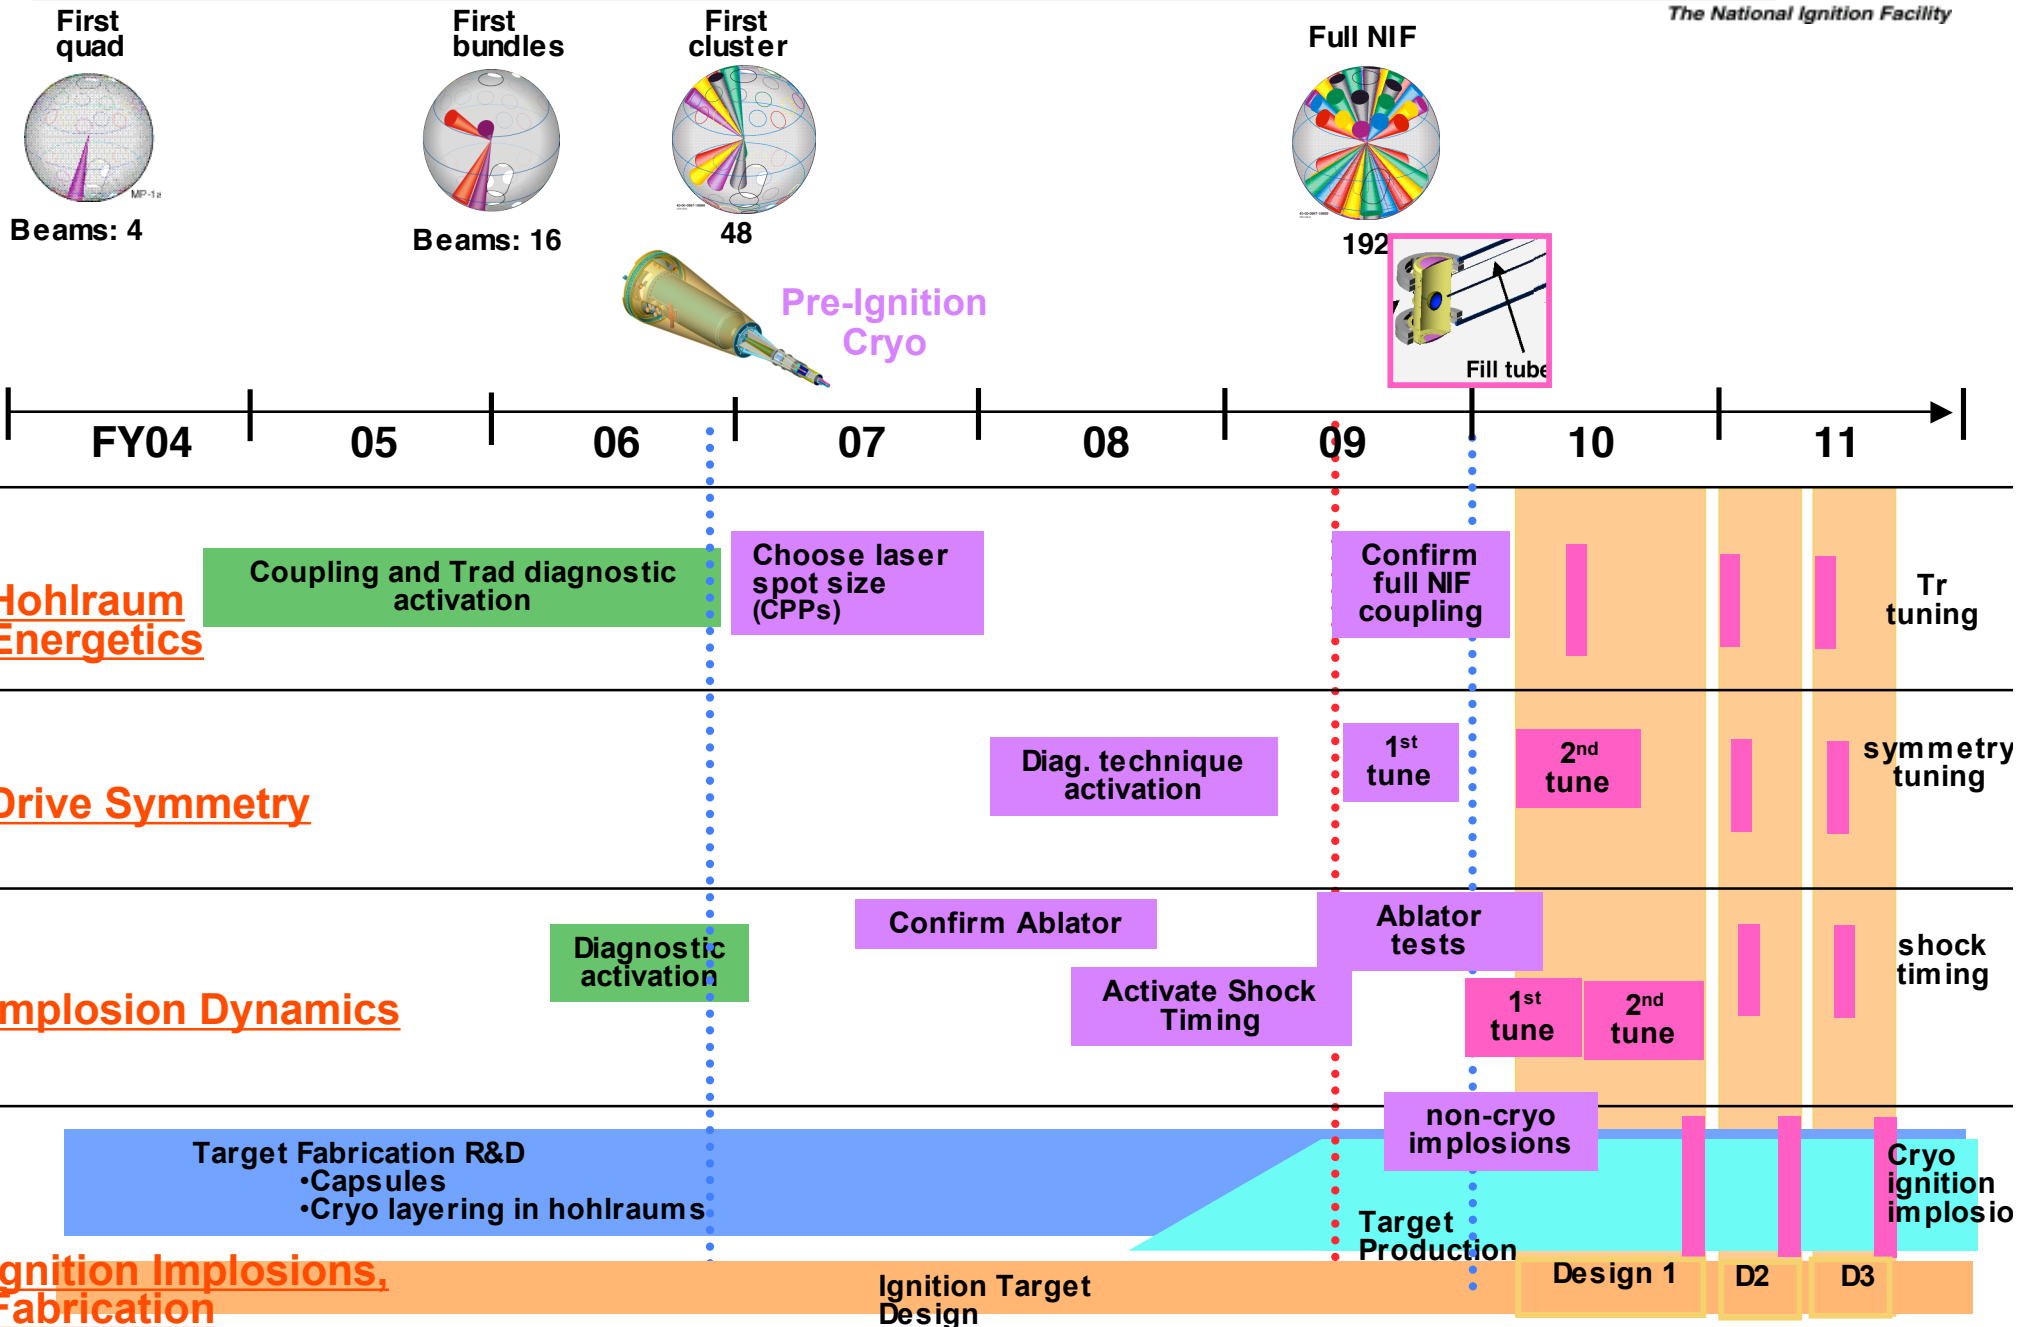 The National Ignition Facility
First
quad
First
bundles
First
cluster
Full NIF
MP-1a
Beams: 4
Beams: 16
48
192
Pre-Ignition
Cryo
Fill tube
FY04
05
06
07
08
09
10
11
Hohlraum
Energetics
Coupling and Trad diagnostic
activation
Choose laser
spot size
(CPPs)
Confirm
full NIF
coupling
Tr
tuning
Drive Symmetry
Diag. technique
activation
1st
tune
2nd
tune
symmetry
tuning
Implosion Dynamics
Diagnostic
activation
Confirm Ablator
Activate Shock
Timing
Ablator
tests
1st
tune
2nd
tune
shock
timing
non-cryo
implosions
Target Fabrication R&D
•Capsules
•Cryo layering in hohlraums
Target
Production
Cryo
ignition
implosio
Ignition Implosions,
Fabrication
Ignition Target
Design
Design 1
D2
D3